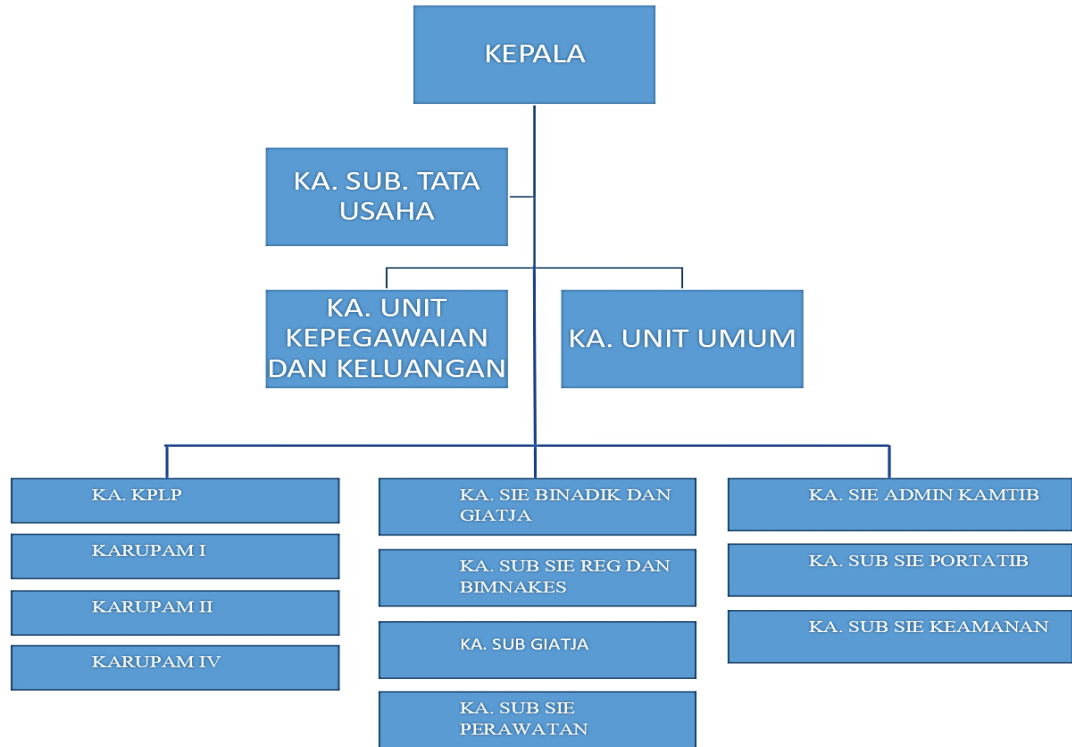 KEPALA
KA. SUB. TATA
USAHA
KA. UNIT
KEPEGAWAIAN
DAN KELUANGAN
KA. UNIT UMUM
KA. KPLP
KARUPAM I
KARUPAM II
KARUPAM IV
KA. SIE BINADIK DAN
GIATJA
KA. SUB SIE REG DAN
BIMNAKES
KA. SUB GIATJA
KA. SUB SIE
PERAWATAN
KA. SIE ADMIN KAMTIB
KA. SUB SIE PORTATIB
KA. SUB SIE KEAMANAN